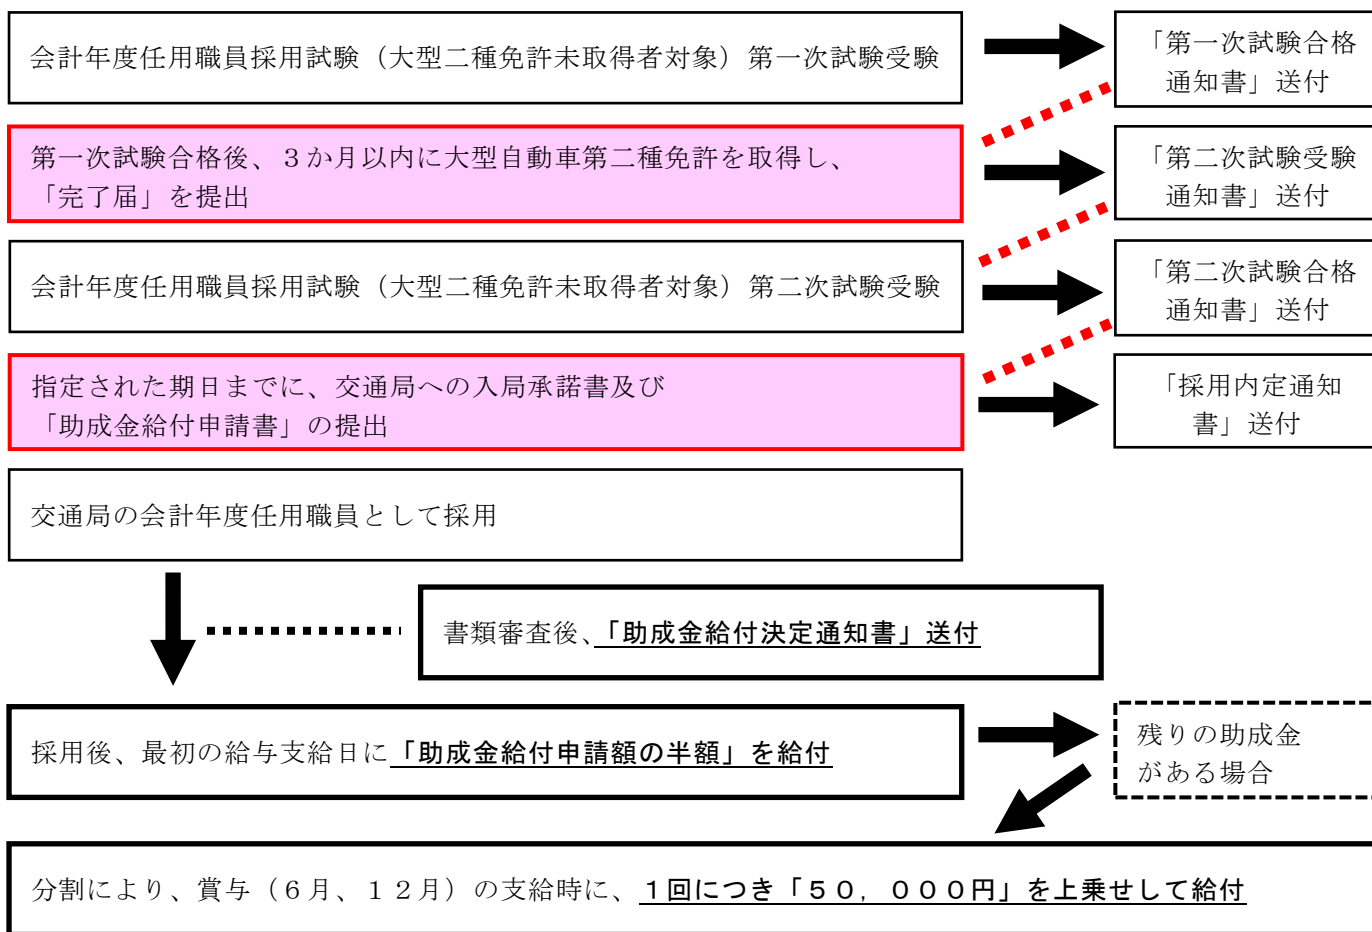 会計年度任用職員採用試験（大型二種免許未取得者対象）第一次試験受験
「第一次試験合格
通知書」送付
第一次試験合格後、３か月以内に大型自動車第二種免許を取得し、
「完了届」を提出
「第二次試験受験
通知書」送付
会計年度任用職員採用試験（大型二種免許未取得者対象）第二次試験受験
「第二次試験合格
通知書」送付
指定された期日までに、交通局への入局承諾書及び
「助成金給付申請書」の提出
「採用内定通知
書」送付
交通局の会計年度任用職員として採用
書類審査後、「助成金給付決定通知書」送付
採用後、最初の給与支給日に「助成金給付申請額の半額」を給付
残りの助成金
がある場合
分割により、賞与（６月、１２月）の支給時に、１回につき「５０，０００円」を上乗せして給付